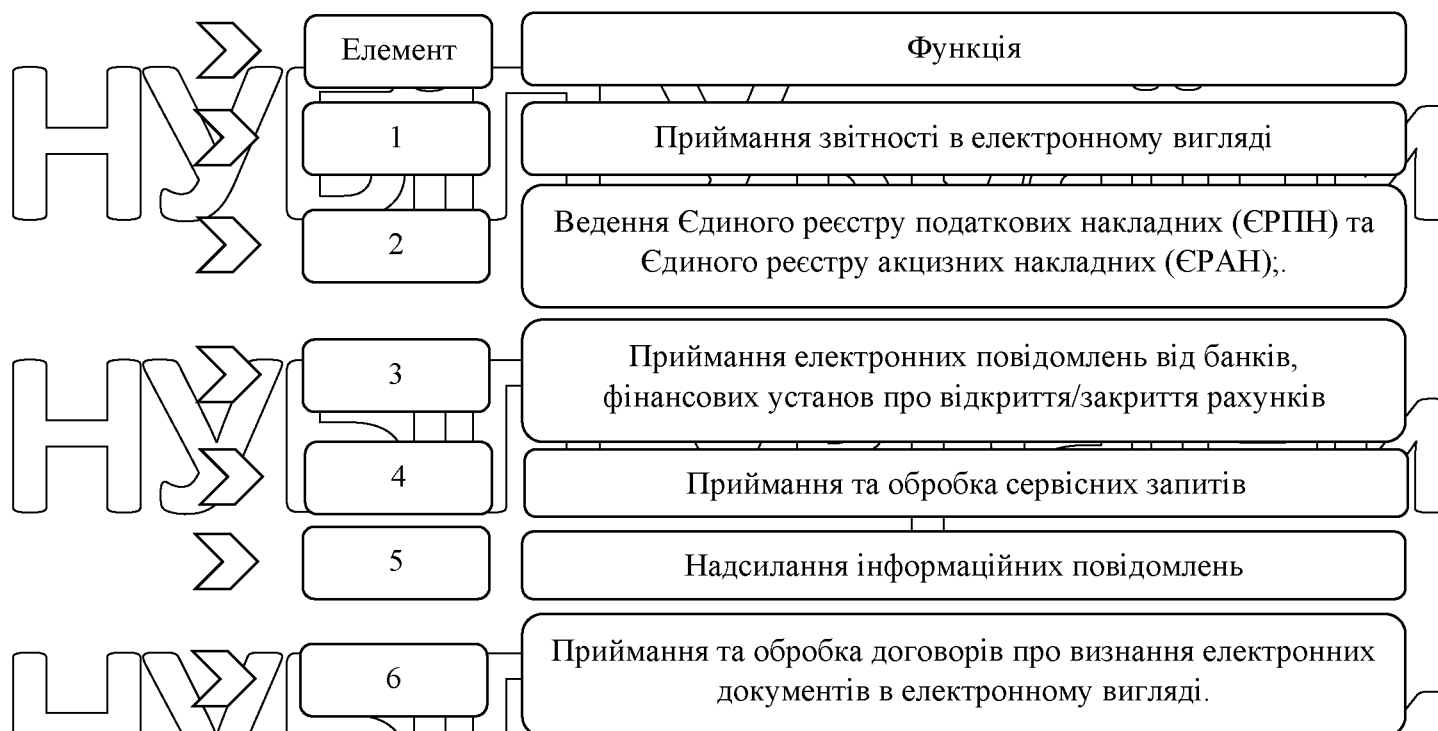 Елемент
Функція
1
Приймання звітності в електронному вигляді
2
Ведення Єдиного реєстру податкових накладних (ЄРПН) та
Єдиного реєстру акцизних накладних (ЄРАН);.
3
Приймання електронних повідомлень від банків,
фінансових установ про відкриття/закриття рахунків
4
Приймання та обробка сервісних запитів
5
Надсилання інформаційних повідомлень
6
Приймання та обробка договорів про визнання електронних
документів в електронному вигляді.